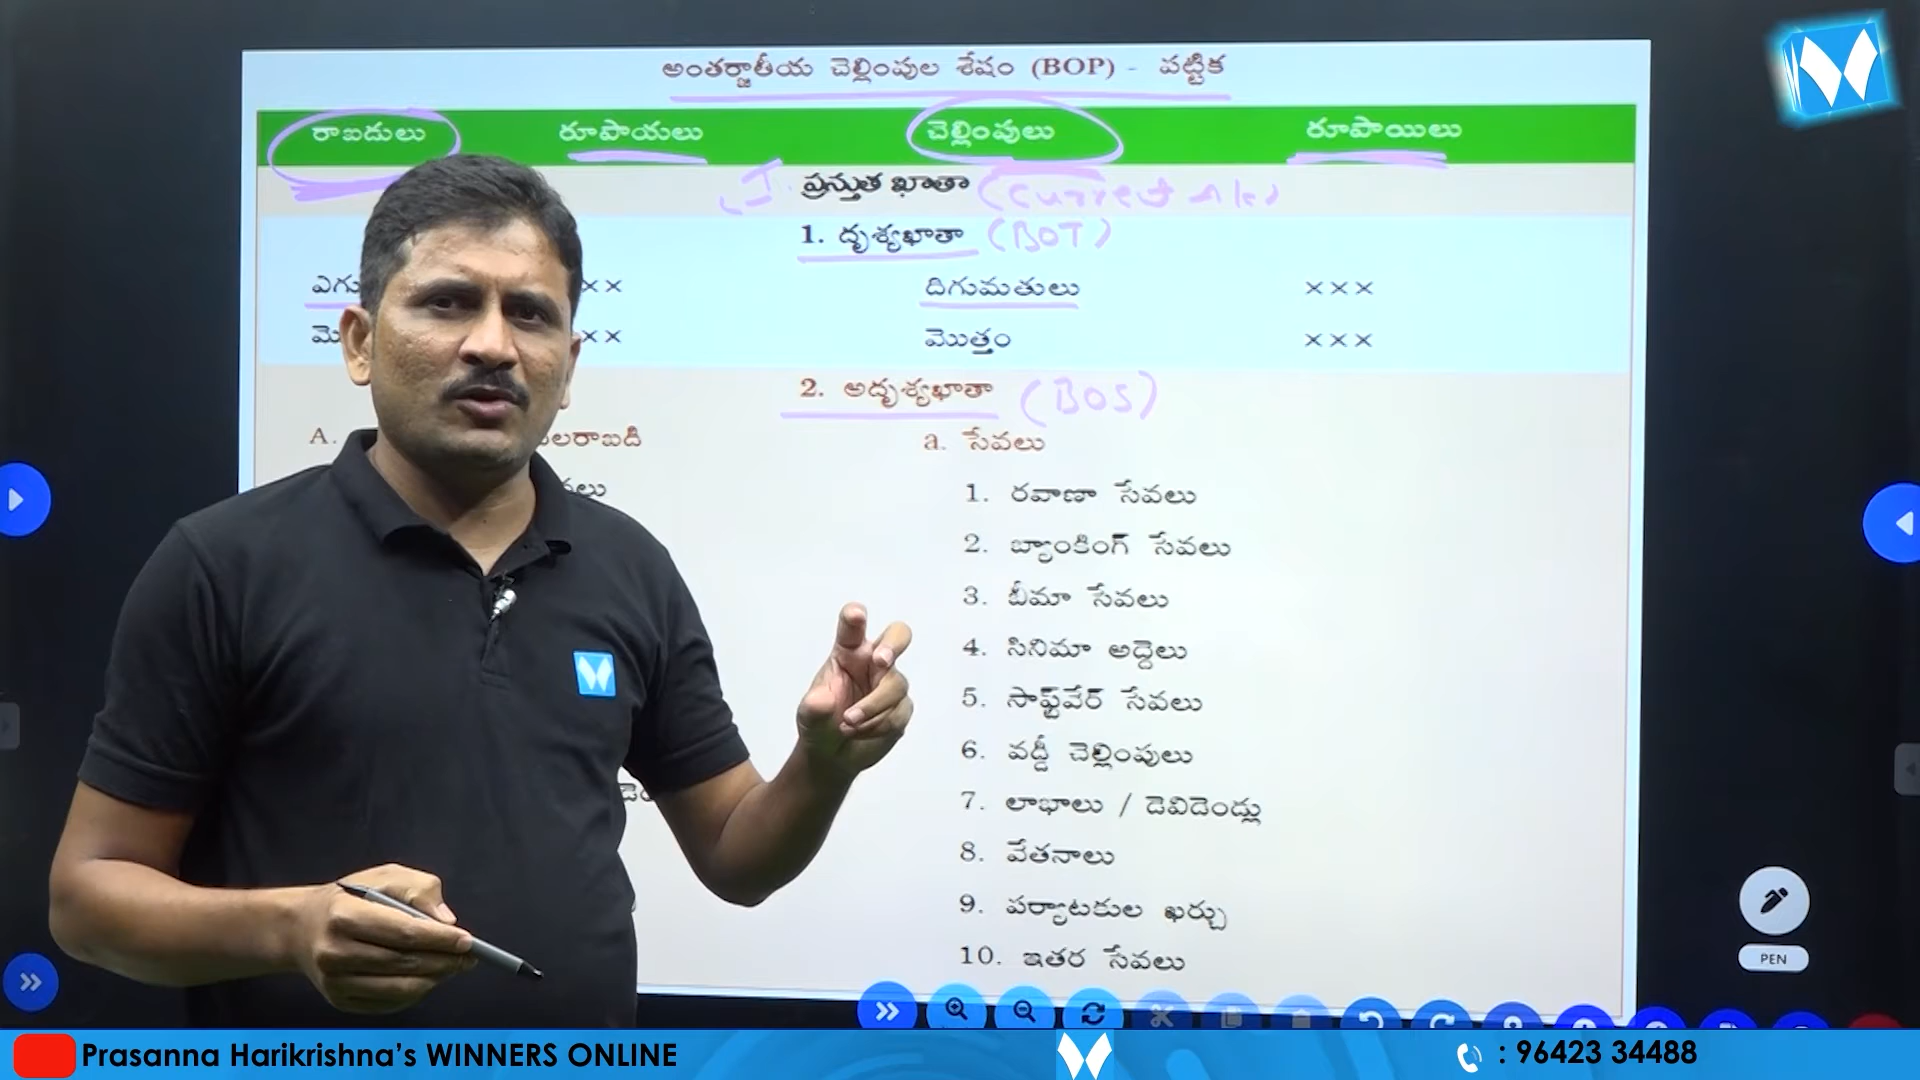 అంతర్జాతీయ చెల్లింపుల శేషం (BOP) - పట్టిక
రాబడులు రూపాయలు చెల్లింపులు రూపాయిలు
I. ప్రస్తుత ఖాతా (Current
1. దృశ్యఖాతా (BOT)
×× దిగుమతులు ×××
×× మొత్తం ×××
2. అదృశ్యఖాతా (BOS)
A. a. సేవలు
1. రవాణా సేవలు
2. బ్యాంకింగ్ సేవలు
3. బీమా సేవలు
4. సినిమా అద్దెలు
5. సాఫ్ట్‌వేర్ సేవలు
6. వడ్డీ చెల్లింపులు
7. లాభాలు / డెవిడెండ్లు
8. వేతనాలు
9. పర్యాటకుల ఖర్చు
10. ఇతర సేవలు
PEN
Prasanna Harikrishna's WINNERS ONLINE : 96423 34488